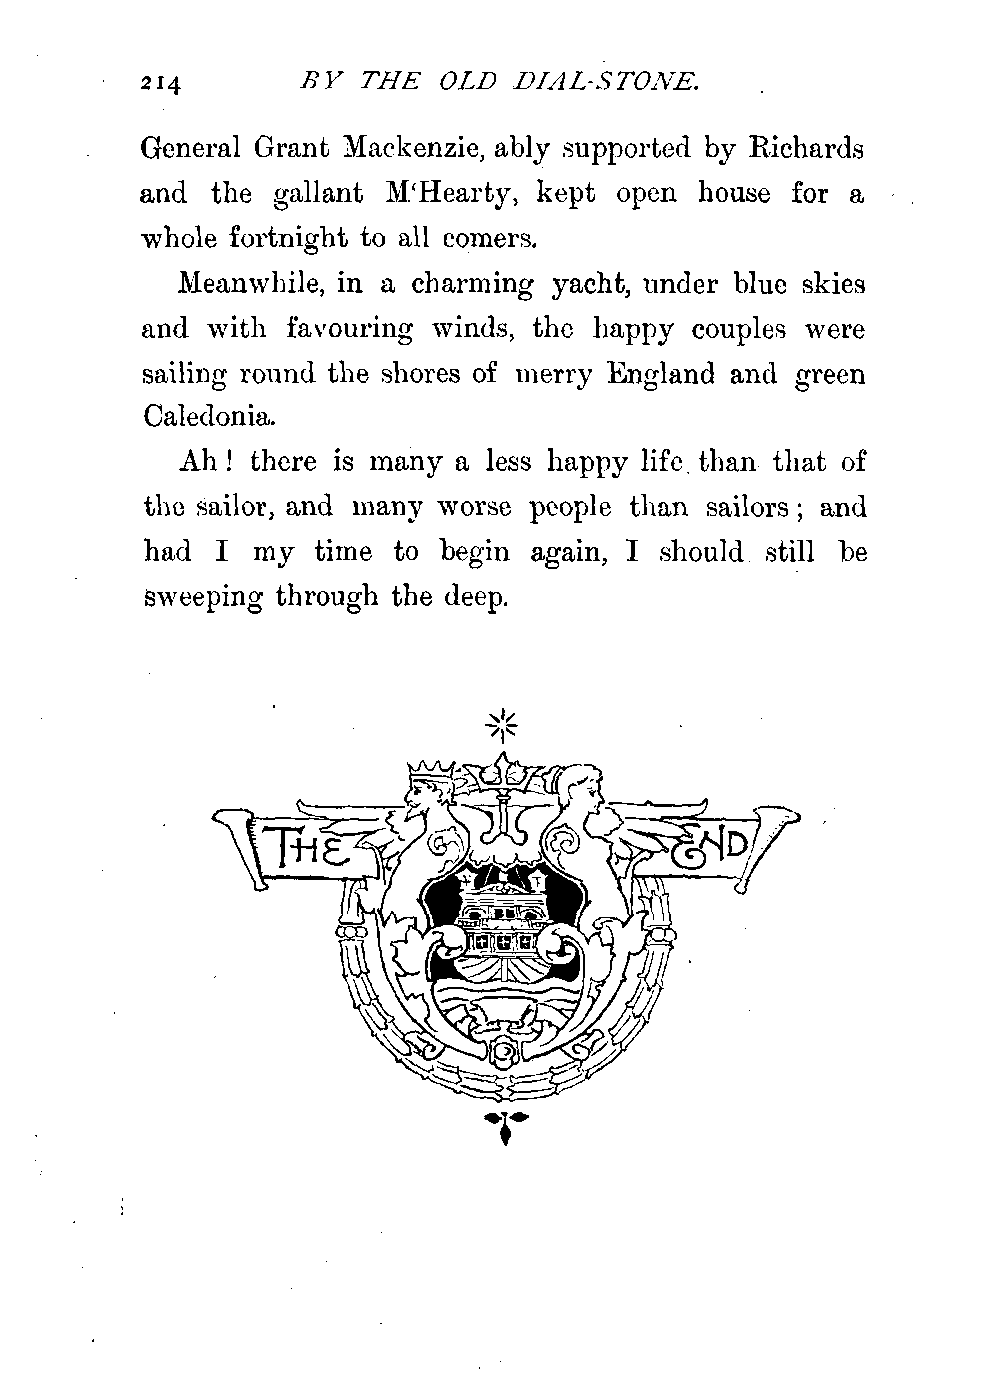 214 BY THE OLD DIAL-STONE.
General Grant Mackenzie, ably supported by Richards
and the gallant M‘Hearty, kept open house for a
whole fortnight to all comers.
Meanwhile, in a charming yacht, under blue skies
and with favouring winds, the happy couples were
sailing round the shores of merry England and green
Caledonia.
Ah! there is many a less happy life than that of
the sailor, and many worse people than sailors; and
had I my time to begin again, I should still be
sweeping through the deep.
THE END